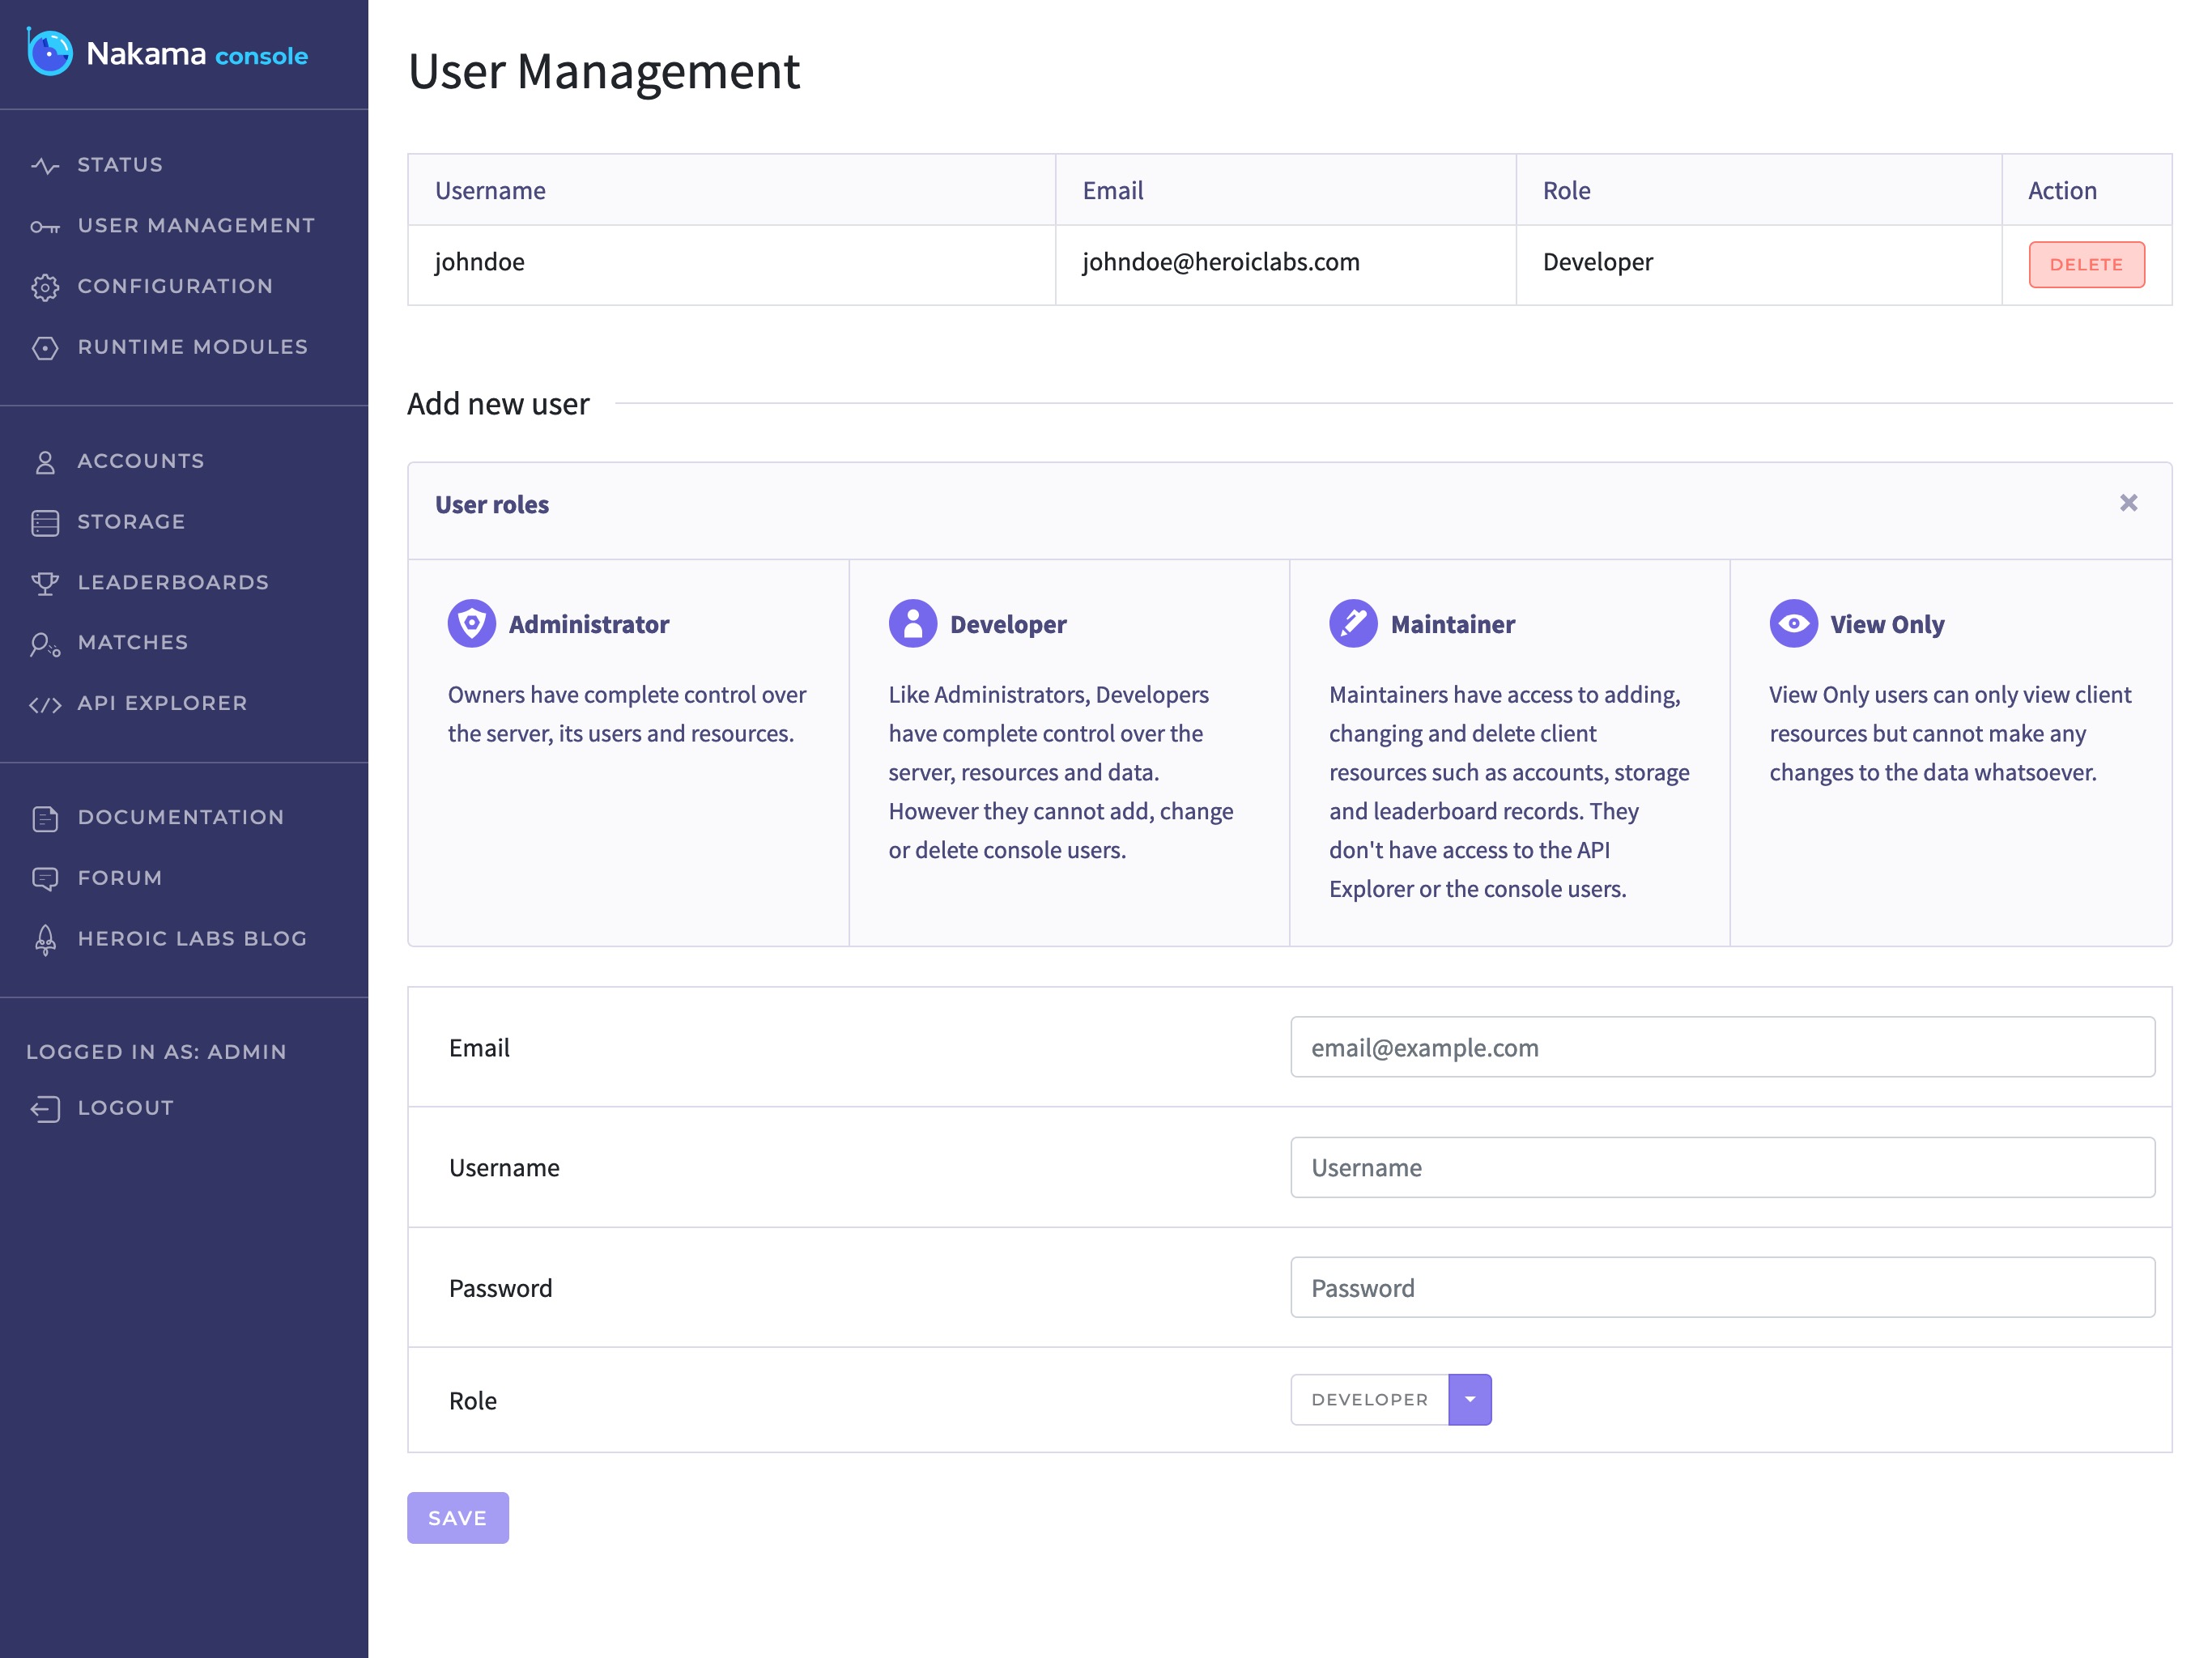 Nakama console
STATUS
USER MANAGEMENT
CONFIGURATION
RUNTIME MODULES
ACCOUNTS
STORAGE
LEADERBOARDS
MATCHES
API EXPLORER
DOCUMENTATION
FORUM
HEROIC LABS BLOG
LOGGED IN AS: ADMIN
LOGOUT
User Management
Username Email Role Action
johndoe johndoe@heroiclabs.com Developer DELETE
Add new user
User roles
Administrator
Owners have complete control over
the server, its users and resources.
Developer
Like Administrators, Developers
have complete control over the
server, resources and data.
However they cannot add, change
or delete console users.
Maintainer
Maintainers have access to adding,
changing and delete client
resources such as accounts, storage
and leaderboard records. They
don't have access to the API
Explorer or the console users.
View Only
View Only users can only view client
resources but cannot make any
changes to the data whatsoever.
Email email@example.com
Username Username
Password Password
Role DEVELOPER
SAVE